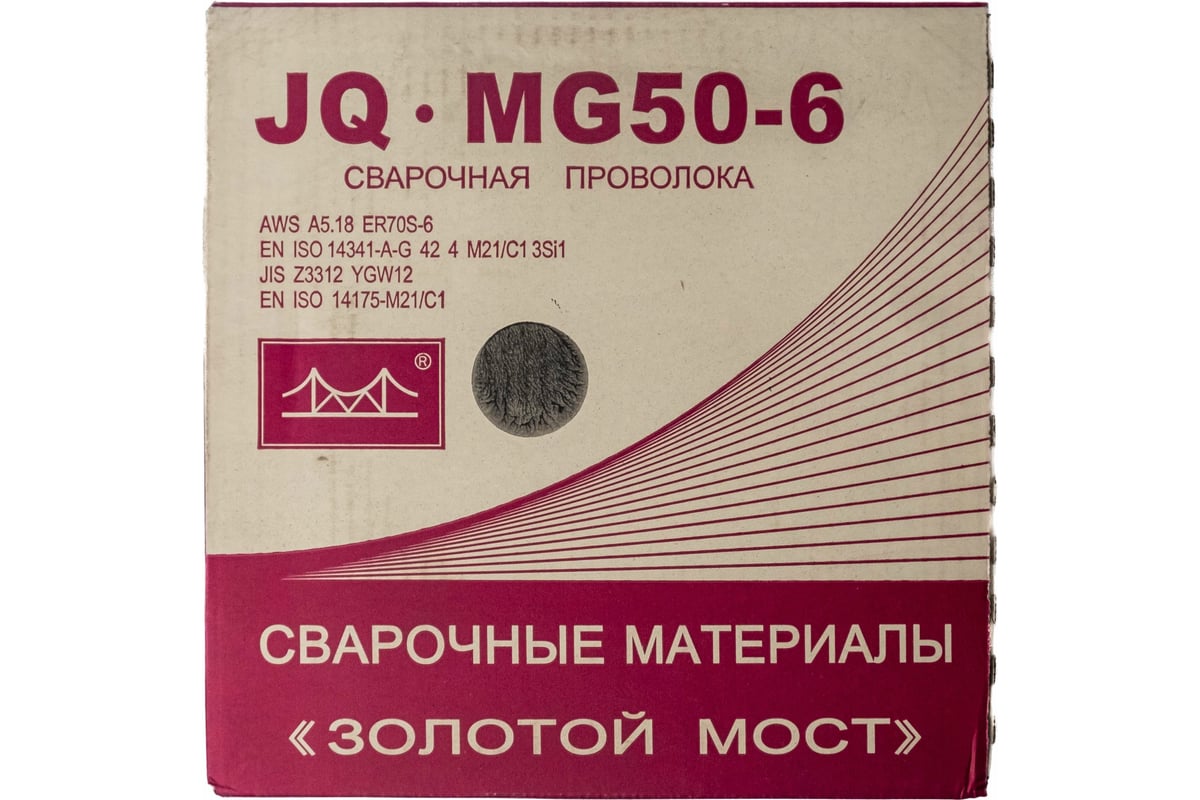 JQ · MG50-6
СВАРОЧНАЯ ПРОВОЛОКА
AWS A5.18 ER70S-6
EN ISO 14341-A-G 42 4 M21/C1 3Si1
JIS Z3312 YGW12
EN ISO 14175-M21/C1
®
СВАРОЧНЫЕ МАТЕРИАЛЫ
«ЗОЛОТОЙ МОСТ»